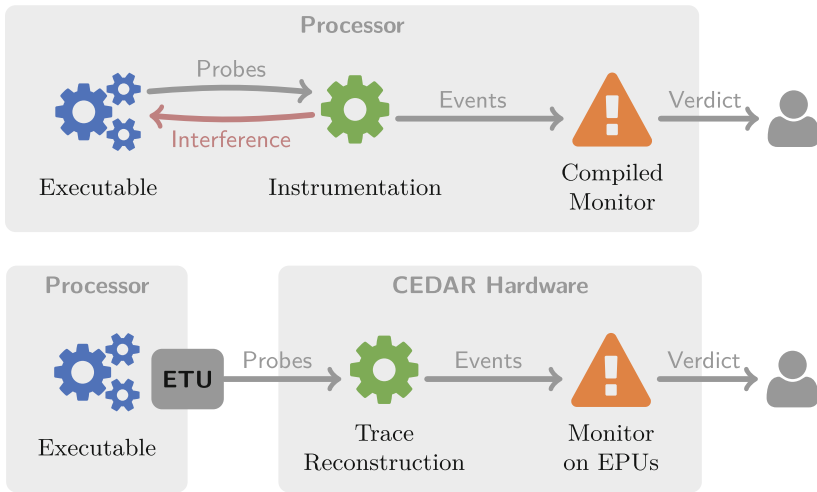 Processor
Probes
Interference
Events
Verdict
Executable
Instrumentation
Compiled
Monitor
Processor
CEDAR Hardware
ETU
Probes
Events
Verdict
Executable
Trace
Reconstruction
Monitor
on EPUs